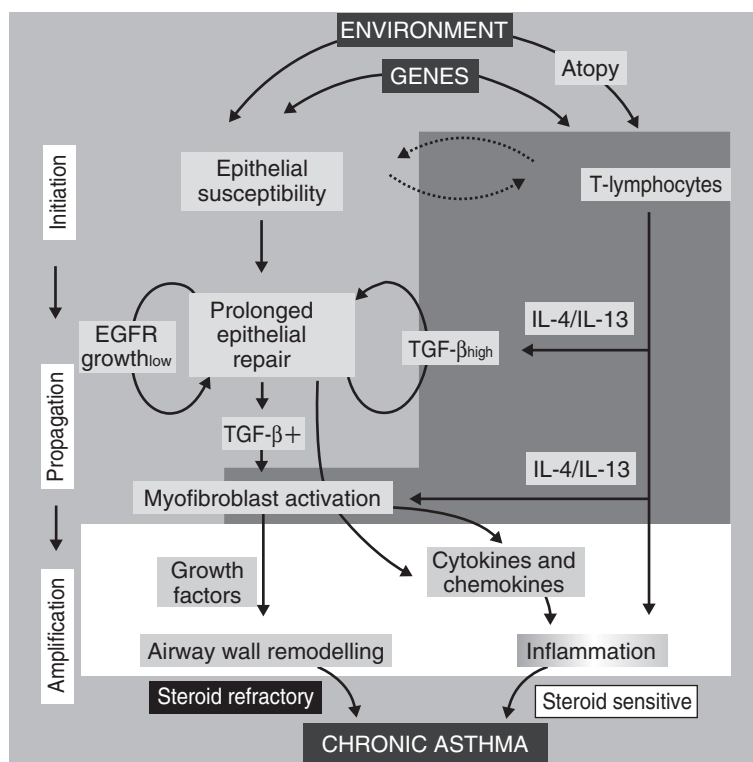 ENVIRONMENT
GENES
Atopy
Initiation
Epithelial
susceptibility
T-lymphocytes
Propagation
EGFR
growthlow
Prolonged
epithelial
repair
TGF-βhigh
IL-4/IL-13
TGF-β+
IL-4/IL-13
Myofibroblast activation
Amplification
Growth
factors
Cytokines and
chemokines
Airway wall remodelling
Inflammation
Steroid refractory
Steroid sensitive
CHRONIC ASTHMA